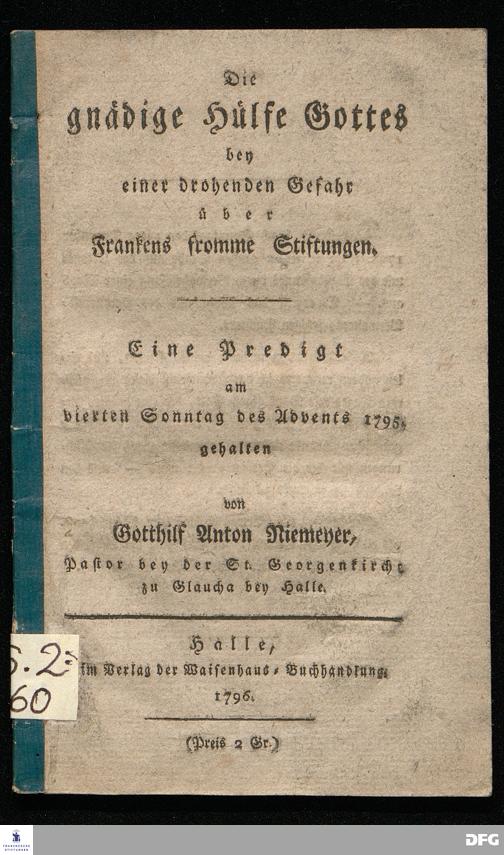 Die
gnädige Hülfe Gottes
bey
einer drohenden Gefahr
über
Frankens fromme Stiftungen.
Eine Predigt
am
vierten Sonntag des Advents 1795.
gehalten
von
Gotthilf Anton Niemeyer,
Pastor bey der St. Georgenkirche
zu Glaucha bey Halle.
Halle,
im Verlag der Waisenhaus-Buchhandlung.
1796.
(Preis 2 Gr.)
S. 2:
60
FRANCKESCHE
STIFTUNGEN
DFG